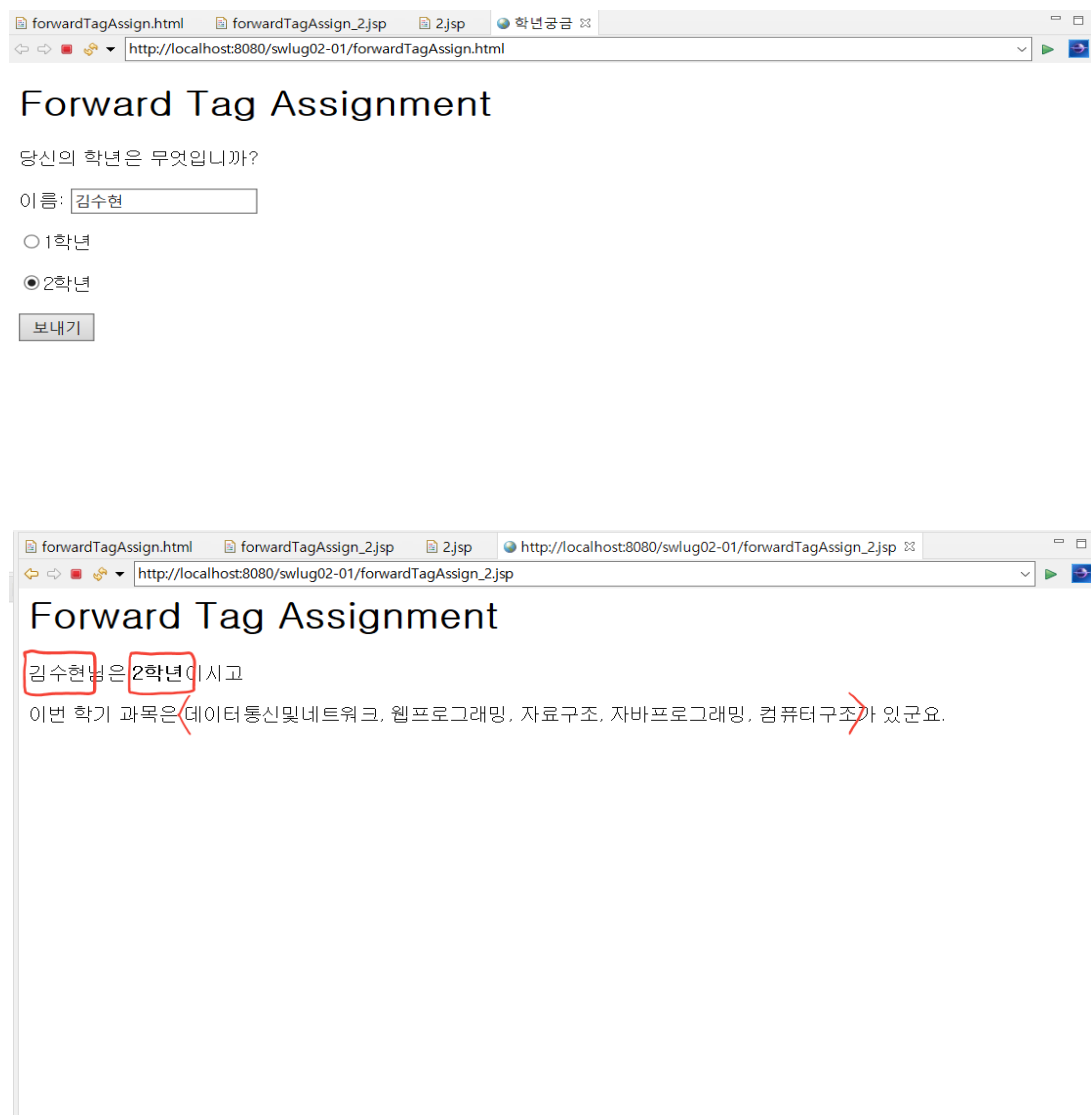 forwardTagAssign.html forwardTagAssign_2.jsp 2.jsp 학년궁금
http://localhost:8080/swlug02-01/forwardTagAssign.html
Forward Tag Assignment
당신의 학년은 무엇입니까?
이름: 김수현
1학년
2학년
보내기
forwardTagAssign.html forwardTagAssign_2.jsp 2.jsp http://localhost:8080/swlug02-01/forwardTagAssign_2.jsp
http://localhost:8080/swlug02-01/forwardTagAssign_2.jsp
Forward Tag Assignment
김수현님은 2학년이시고
이번 학기 과목은 데이터통신및네트워크, 웹프로그래밍, 자료구조, 자바프로그래밍, 컴퓨터구조가 있군요.